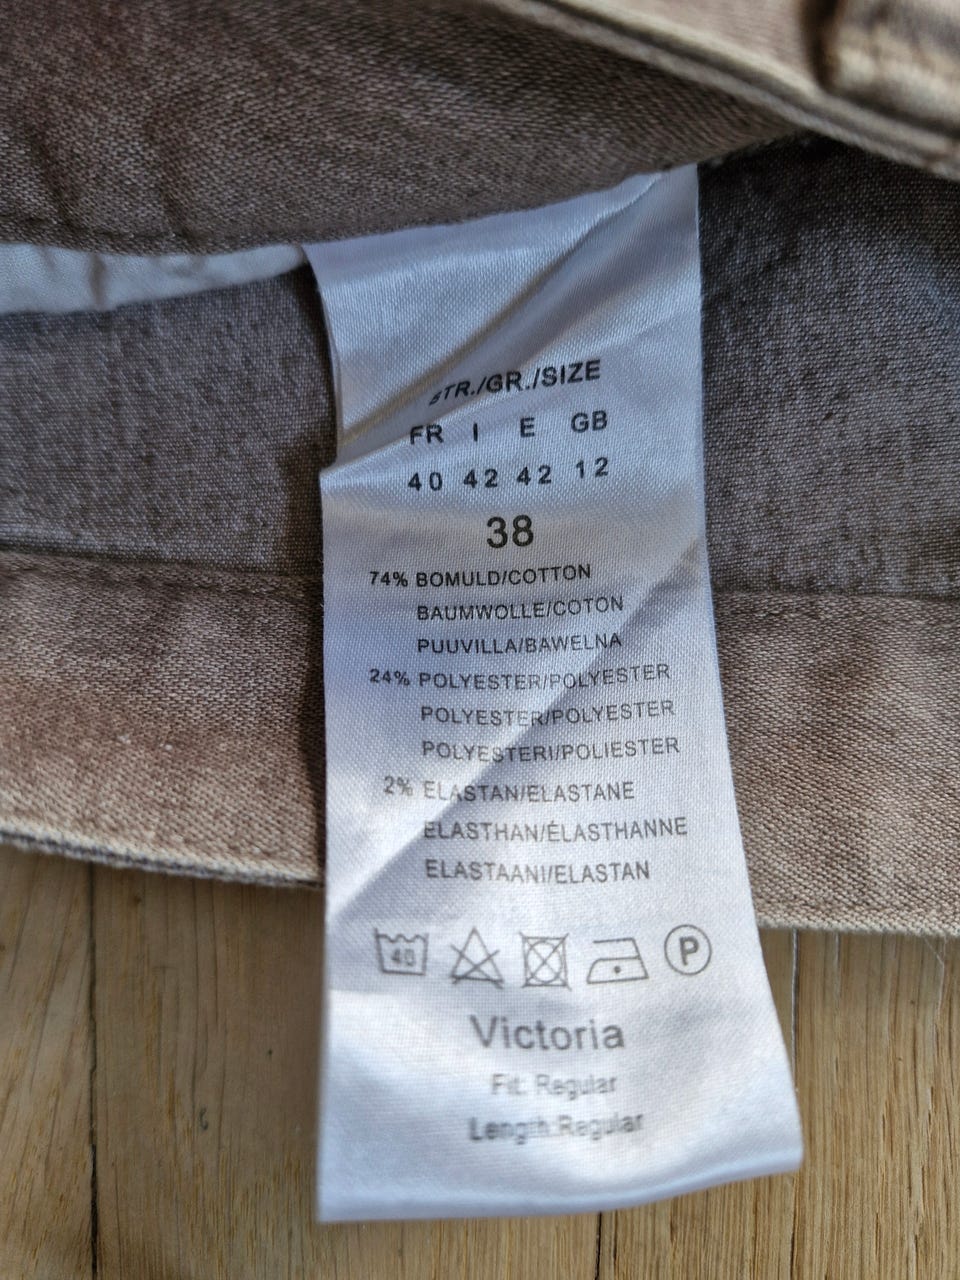 STR./GR./SIZE
FR I E GB
40 42 42 12
38
74% BOMULD/COTTON
BAUMWOLLE/COTON
PUUVILLA/BAWELNA
24% POLYESTER/POLYESTER
POLYESTER/POLYESTER
POLYESTERI/POLIESTER
2% ELASTAN/ELASTANE
ELASTHAN/ÉLASTHANNE
ELASTAANI/ELASTAN
40 P
Victoria
Fit: Regular
Length:Regular